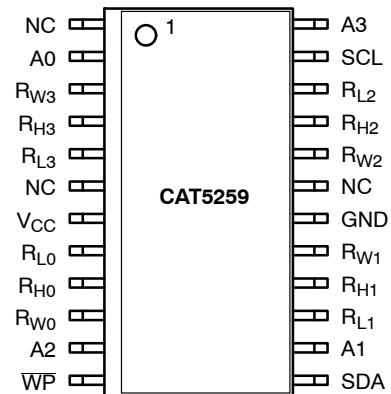 NC 1 A3
A0 SCL
RW3 RL2
RH3 RH2
RL3 RW2
NC CAT5259 NC
VCC GND
RL0 RW1
RH0 RH1
RW0 RL1
A2 A1
WP SDA